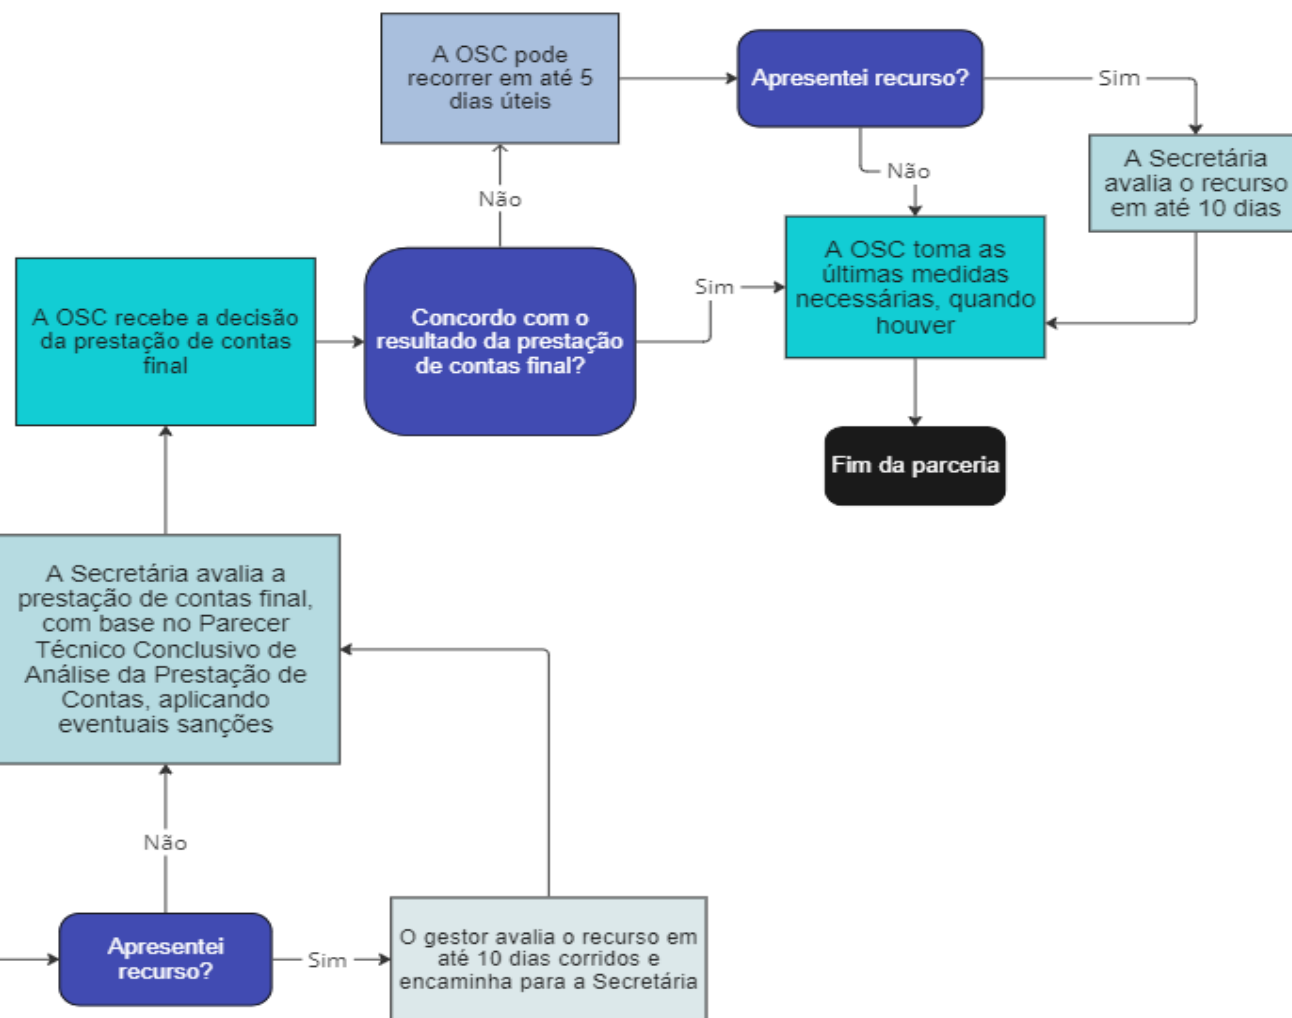 A OSC pode
recorrer em até 5
dias úteis
Apresentei recurso?
Sim
A Secretária
avalia o recurso
em até 10 dias
Não
Não
A OSC toma as
últimas medidas
necessárias, quando
houver
Sim
A OSC recebe a decisão
da prestação de contas
final
Concordo com o
resultado da prestação
de contas final?
Fim da parceria
A Secretária avalia a
prestação de contas final,
com base no Parecer
Técnico Conclusivo de
Análise da Prestação de
Contas, aplicando
eventuais sanções
Não
Apresentei
recurso?
Sim
O gestor avalia o recurso em
até 10 dias corridos e
encaminha para a Secretária